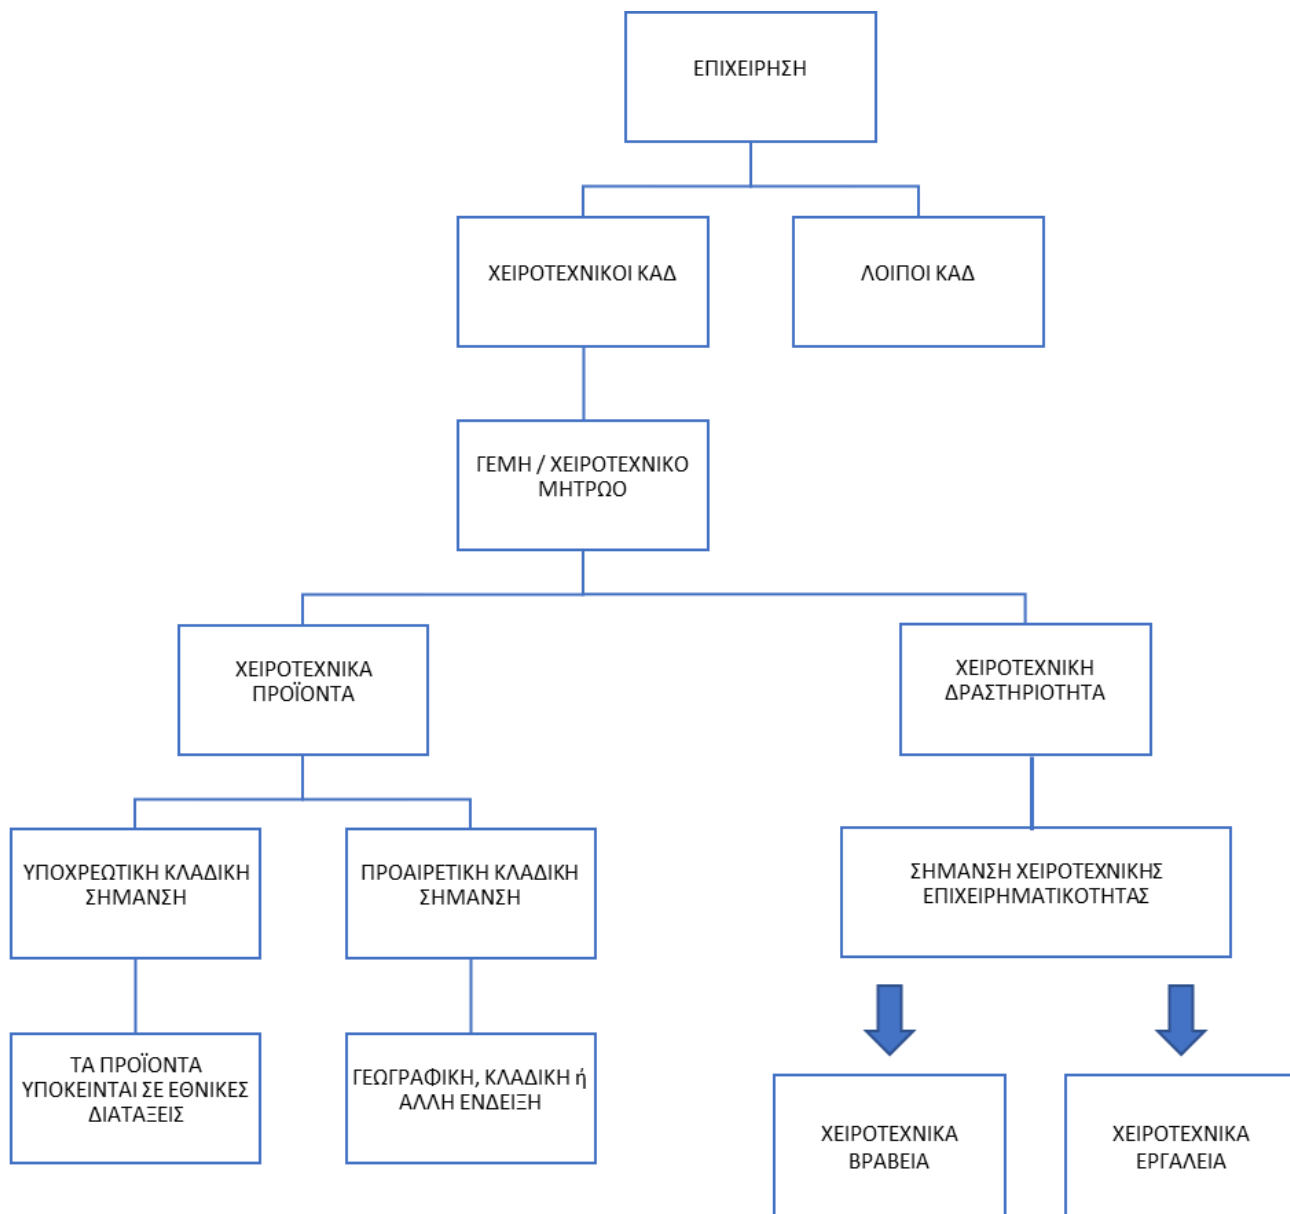 ΕΠΙΧΕΙΡΗΣΗ
ΧΕΙΡΟΤΕΧΝΙΚΟΙ ΚΑΔ
ΛΟΙΠΟΙ ΚΑΔ
ΓΕΜΗ / ΧΕΙΡΟΤΕΧΝΙΚΟ
ΜΗΤΡΩΟ
ΧΕΙΡΟΤΕΧΝΙΚΑ
ΠΡΟΪΟΝΤΑ
ΧΕΙΡΟΤΕΧΝΙΚΗ
ΔΡΑΣΤΗΡΙΟΤΗΤΑ
ΥΠΟΧΡΕΩΤΙΚΗ ΚΛΑΔΙΚΗ
ΣΗΜΑΝΣΗ
ΠΡΟΑΙΡΕΤΙΚΗ ΚΛΑΔΙΚΗ
ΣΗΜΑΝΣΗ
ΣΗΜΑΝΣΗ ΧΕΙΡΟΤΕΧΝΙΚΗΣ
ΕΠΙΧΕΙΡΗΜΑΤΙΚΟΤΗΤΑΣ
ΤΑ ΠΡΟΪΟΝΤΑ
ΥΠΟΚΕΙΝΤΑΙ ΣΕ ΕΘΝΙΚΕΣ
ΔΙΑΤΑΞΕΙΣ
ΓΕΩΓΡΑΦΙΚΗ, ΚΛΑΔΙΚΗ ή
ΑΛΛΗ ΕΝΔΕΙΞΗ
ΧΕΙΡΟΤΕΧΝΙΚΑ
ΒΡΑΒΕΙΑ
ΧΕΙΡΟΤΕΧΝΙΚΑ
ΕΡΓΑΛΕΙΑ